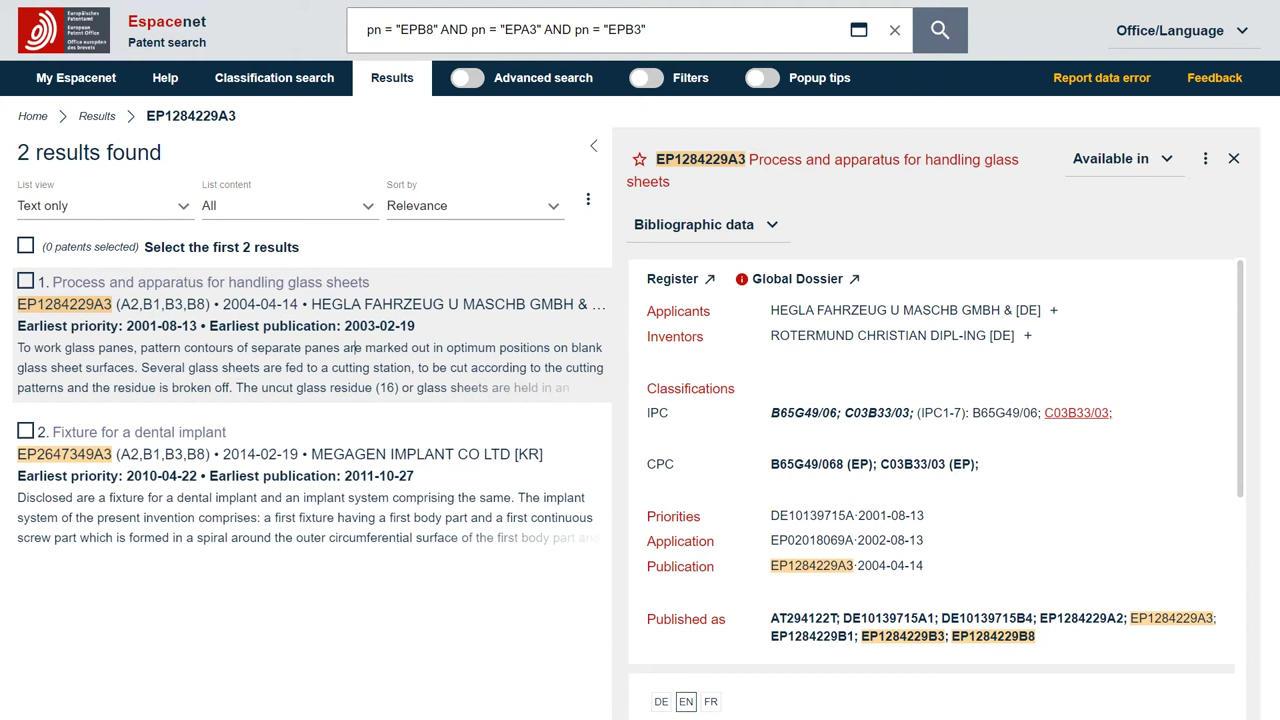 Europäisches
Patentamt
European
Patent Office
Office européen
des brevets
Espacenet
Patent search
pn = "EPB8" AND pn = "EPA3" AND pn = "EPB3"
Office/Language
My Espacenet Help Classification search Results Advanced search Filters Popup tips Report data error Feedback
Home Results EP1284229A3
2 results found
List view List content Sort by
Text only All Relevance
(0 patents selected) Select the first 2 results
1. Process and apparatus for handling glass sheets
EP1284229A3 (A2,B1,B3,B8) • 2004-04-14 • HEGLA FAHRZEUG U MASCHB GMBH & …
Earliest priority: 2001-08-13 • Earliest publication: 2003-02-19
To work glass panes, pattern contours of separate panes are marked out in optimum positions on blank
glass sheet surfaces. Several glass sheets are fed to a cutting station, to be cut according to the cutting
patterns and the residue is broken off. The uncut glass residue (16) or glass sheets are held in an
2. Fixture for a dental implant
EP2647349A3 (A2,B1,B3,B8) • 2014-02-19 • MEGAGEN IMPLANT CO LTD [KR]
Earliest priority: 2010-04-22 • Earliest publication: 2011-10-27
Disclosed are a fixture for a dental implant and an implant system comprising the same. The implant
system of the present invention comprises: a first fixture having a first body part and a first continuous
screw part which is formed in a spiral around the outer circumferential surface of the first body part and
EP1284229A3 Process and apparatus for handling glass
sheets
Available in
Bibliographic data
Register Global Dossier
Applicants HEGLA FAHRZEUG U MASCHB GMBH & [DE] +
Inventors ROTERMUND CHRISTIAN DIPL-ING [DE] +
Classifications
IPC B65G49/06; C03B33/03; (IPC1-7): B65G49/06; C03B33/03;
CPC B65G49/068 (EP); C03B33/03 (EP);
Priorities DE10139715A·2001-08-13
Application EP02018069A·2002-08-13
Publication EP1284229A3·2004-04-14
Published as AT294122T; DE10139715A1; DE10139715B4; EP1284229A2; EP1284229A3;
EP1284229B1; EP1284229B3; EP1284229B8
DE EN FR